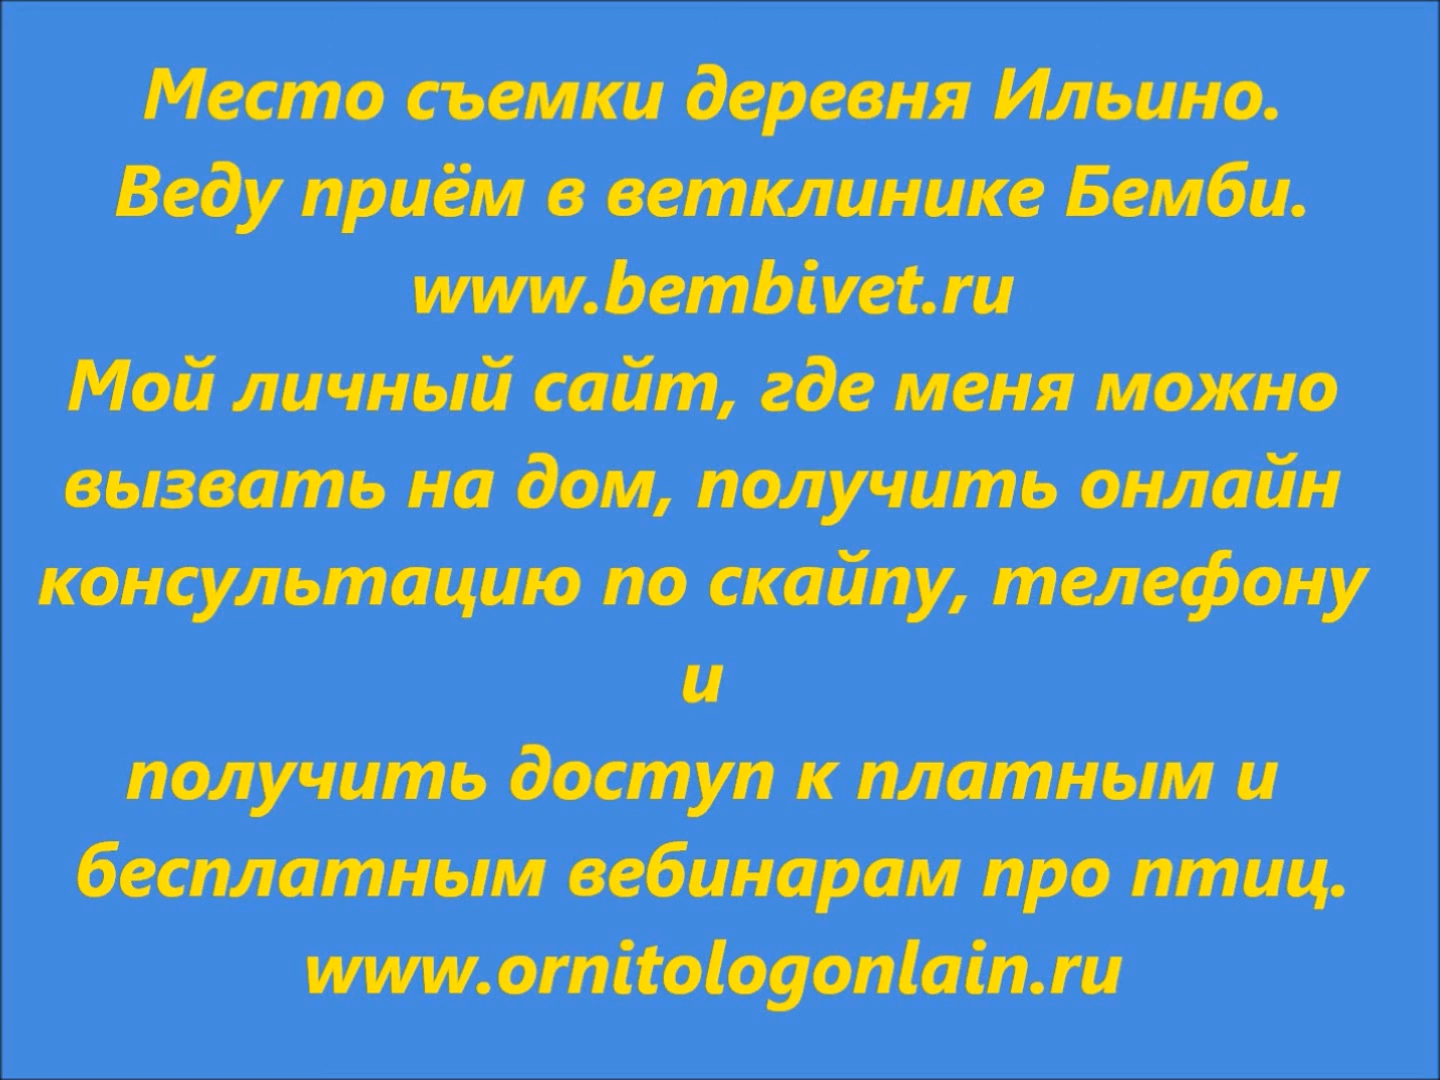 Место съемки деревня Ильино.
Веду приём в ветклинике Бемби.
www.bembivet.ru
Мой личный сайт, где меня можно
вызвать на дом, получить онлайн
консультацию по скайпу, телефону
и
получить доступ к платным и
бесплатным вебинарам про птиц.
www.ornitologonlain.ru